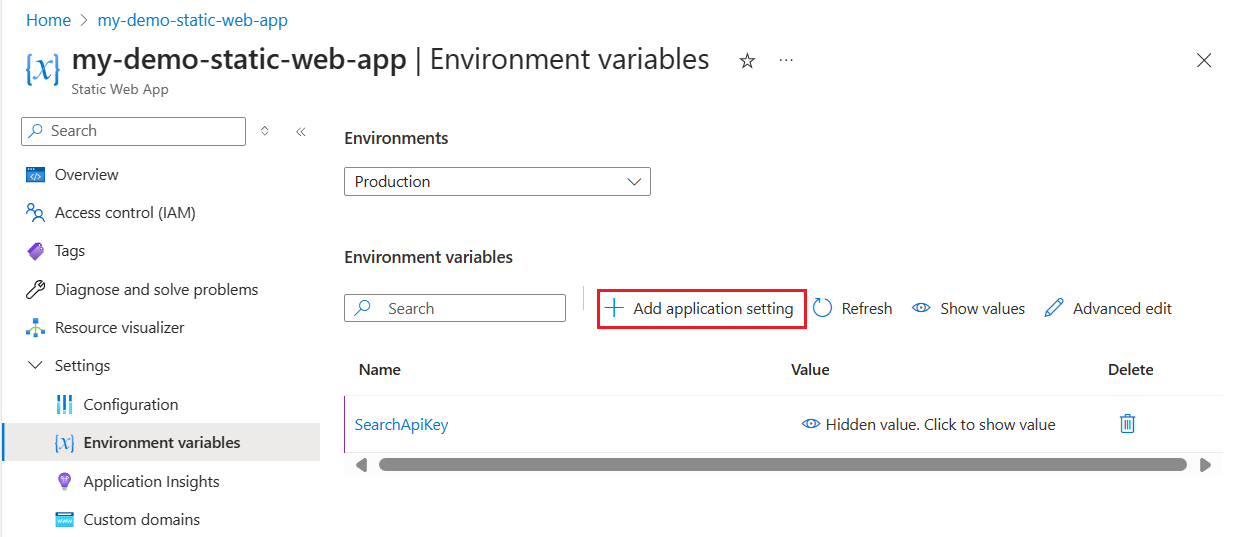 Home > my-demo-static-web-app
my-demo-static-web-app | Environment variables
Static Web App
Search
Overview
Access control (IAM)
Tags
Diagnose and solve problems
Resource visualizer
Settings
Configuration
Environment variables
Application Insights
Custom domains
Environments
Production
Environment variables
Search Add application setting Refresh Show values Advanced edit
Name Value Delete
SearchApiKey Hidden value. Click to show value